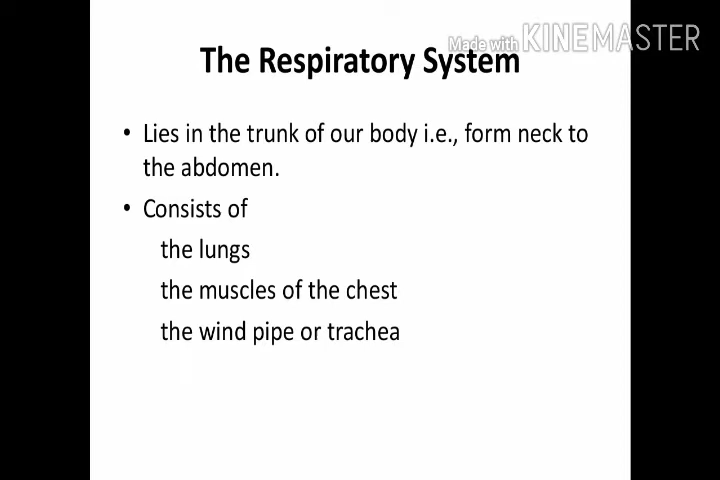 Made with KINEMASTER
The Respiratory System
• Lies in the trunk of our body i.e., form neck to
the abdomen.
• Consists of
the lungs
the muscles of the chest
the wind pipe or trachea